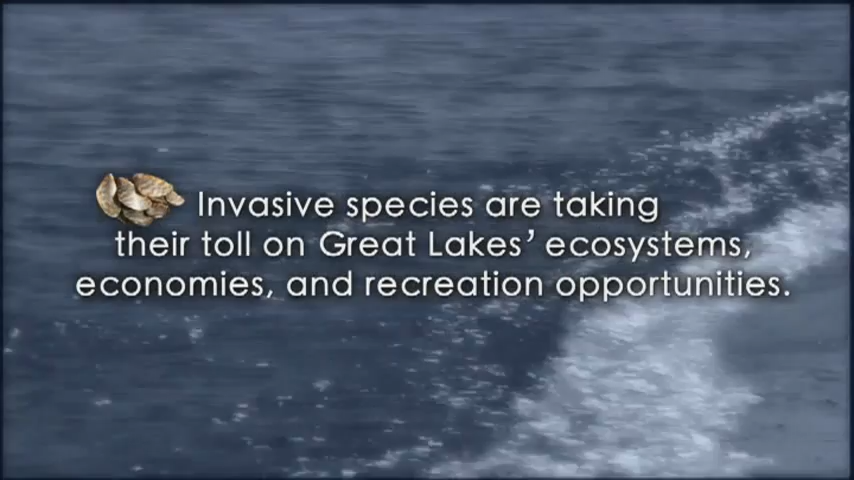 Invasive species are taking
their toll on Great Lakes’ ecosystems,
economies, and recreation opportunities.